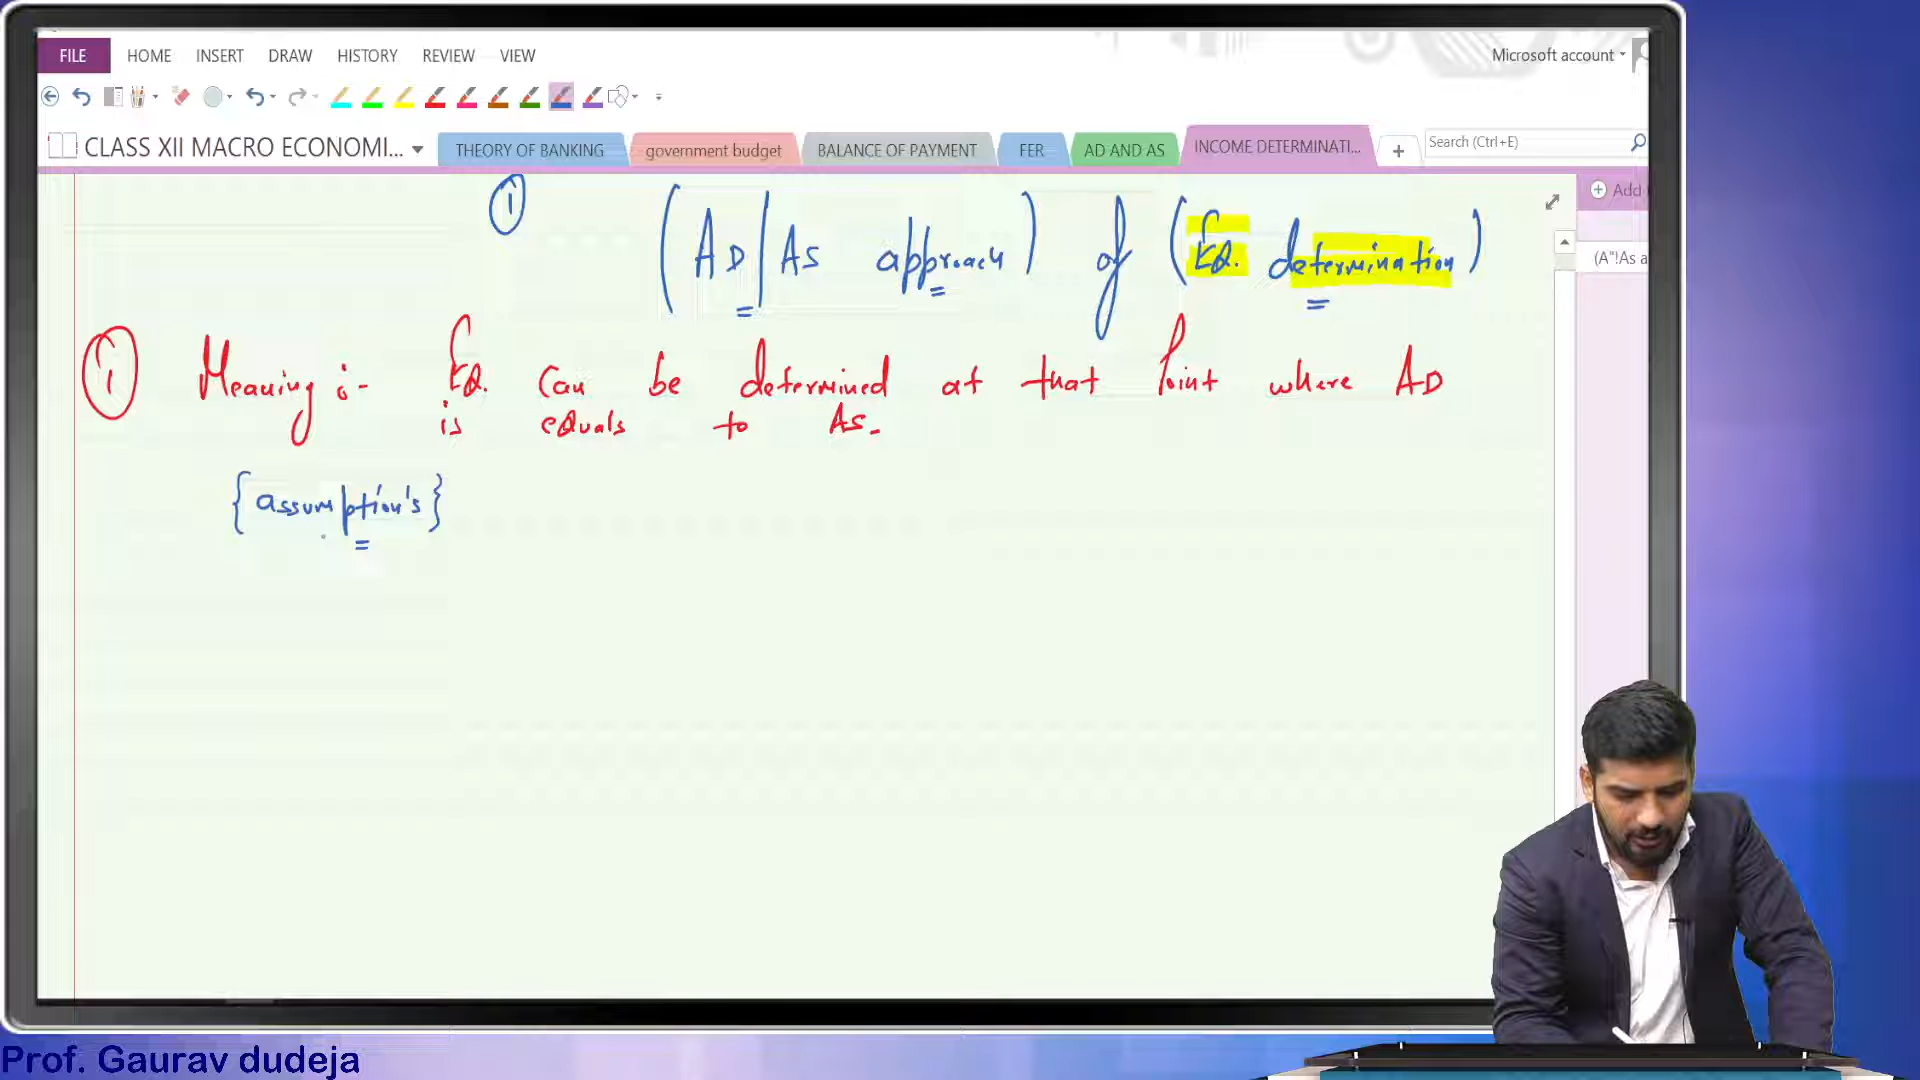 FILE HOME INSERT DRAW HISTORY REVIEW VIEW Microsoft account
CLASS XII MACRO ECONOMI... THEORY OF BANKING government budget BALANCE OF PAYMENT FER AD AND AS INCOME DETERMINATI... + Search (Ctrl+E)
Add
(A"!As a
① (AD|AS approach) of (EQ. determination)
① Meaning :- EQ. Can be determined at that Point where AD
is equals to AS.
{assumption's}
Prof. Gaurav dudeja